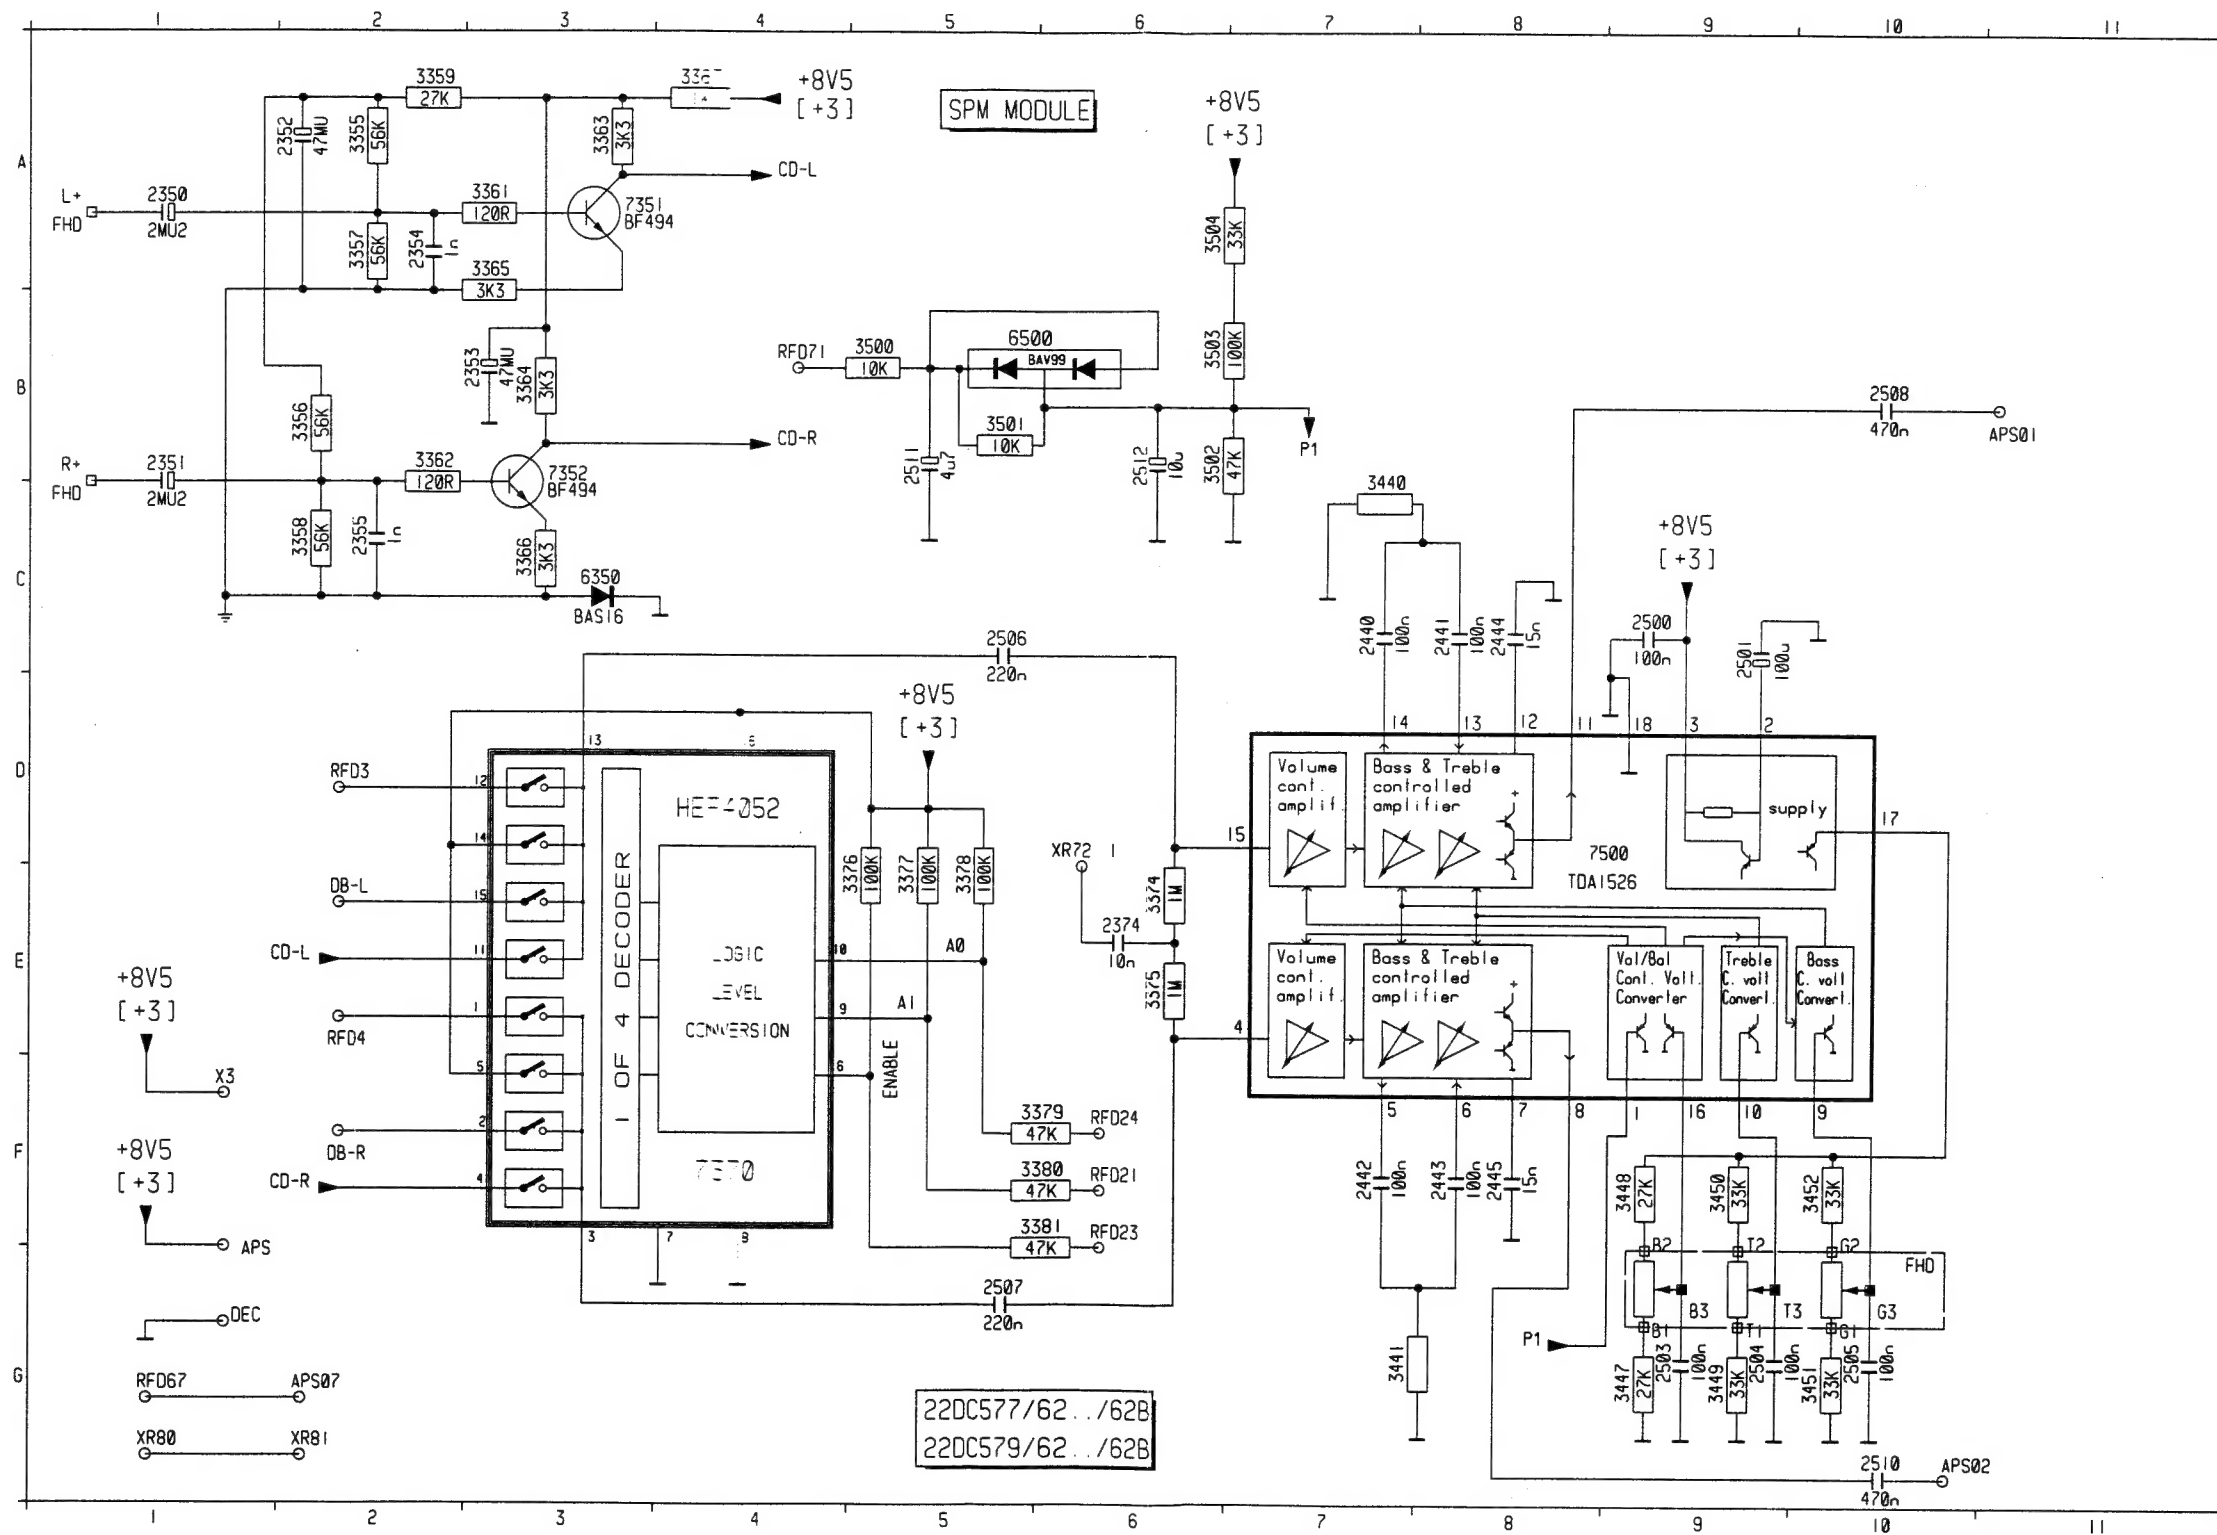 1 2 3 4 5 6 7 8 9 10 11
A
B
C
D
E
F
G
SPM MODULE
+8V5
[+3]
3359
27K
2352
47MU
3355
56K
3363
3K3
CD-L
L+
FHD
2350
2MU2
3361
120R
7351
BF494
3357
56K
2354
1n
3365
3K3
2353
47MU
3364
3K3
3356
56K
CD-R
R+
FHD
2351
2MU2
3362
120R
7352
BF494
3358
56K
2355
1n
3366
3K3
6350
BAS16
+8V5
[+3]
3504
33K
3503
100K
RFD71
3500
10K
6500
BAV99
3501
10K
2511
4u7
2512
10u
3502
47K
P1
2508
470n
APS01
3440
2440
100n
2441
100n
2444
15n
+8V5
[+3]
2500
100n
2501
100u
2506
220n
+8V5
[+3]
13
RFD3
12
14
DB-L
15
CD-L
11
RFD4
1
5
DB-R
2
CD-R
4
1 OF 4 DECODER
LEVEL
CONVERSION
10
A0
9
A1
6
ENABLE
3
7
8
3376
100K
3377
100K
3378
100K
XR72 1
3374
1M
2374
10n
3375
1M
3379
47K
RFD24
3380
47K
RFD21
3381
47K
RFD23
2507
220n
14 13 12 11 18 3 2
Volume
cont.
amplif.
Bass & Treble
controlled
amplifier
+
supply
17
15
7500
TDA1526
Volume
cont.
amplif.
Bass & Treble
controlled
amplifier
+
Vol/Bal
Cont. Volt.
Converter
Treble
C. volt
Convert.
Bass
C. volt
Convert.
4
5 6 7 8 1 16 10 9
2442
100n
2443
100n
2445
15n
3448
27K
3450
33K
3452
33K
B2
T2
G2
FHD
B3
T3
G3
B1
T1
G1
P1
3441
3447
27K
2503
100n
3449
33K
2504
100n
3451
33K
2505
100n
2510
470n
APS02
+8V5
[+3]
X3
+8V5
[+3]
APS
DEC
RFD67
APS07
XR80
XR81
22DC577/62../62B
22DC579/62../62B
1 2 3 4 5 6 7 8 9 10 11